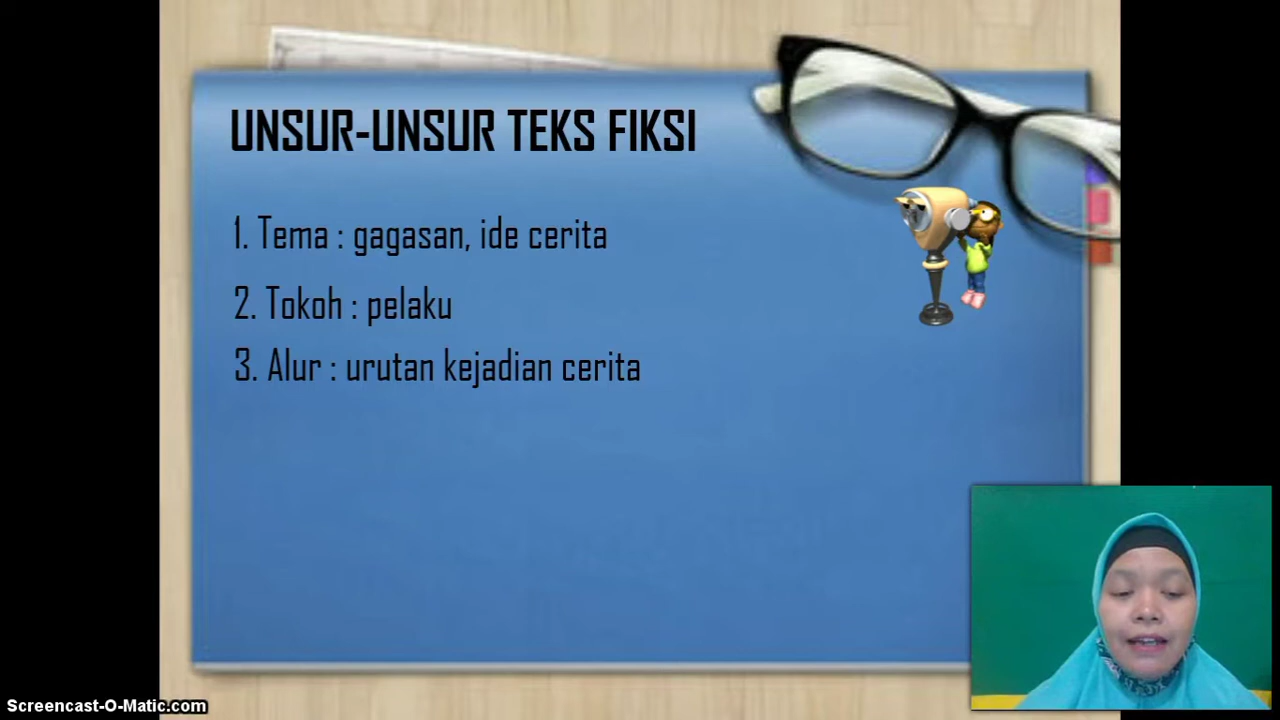 UNSUR-UNSUR TEKS FIKSI
1. Tema : gagasan, ide cerita
2. Tokoh : pelaku
3. Alur : urutan kejadian cerita
Screencast-O-Matic.com